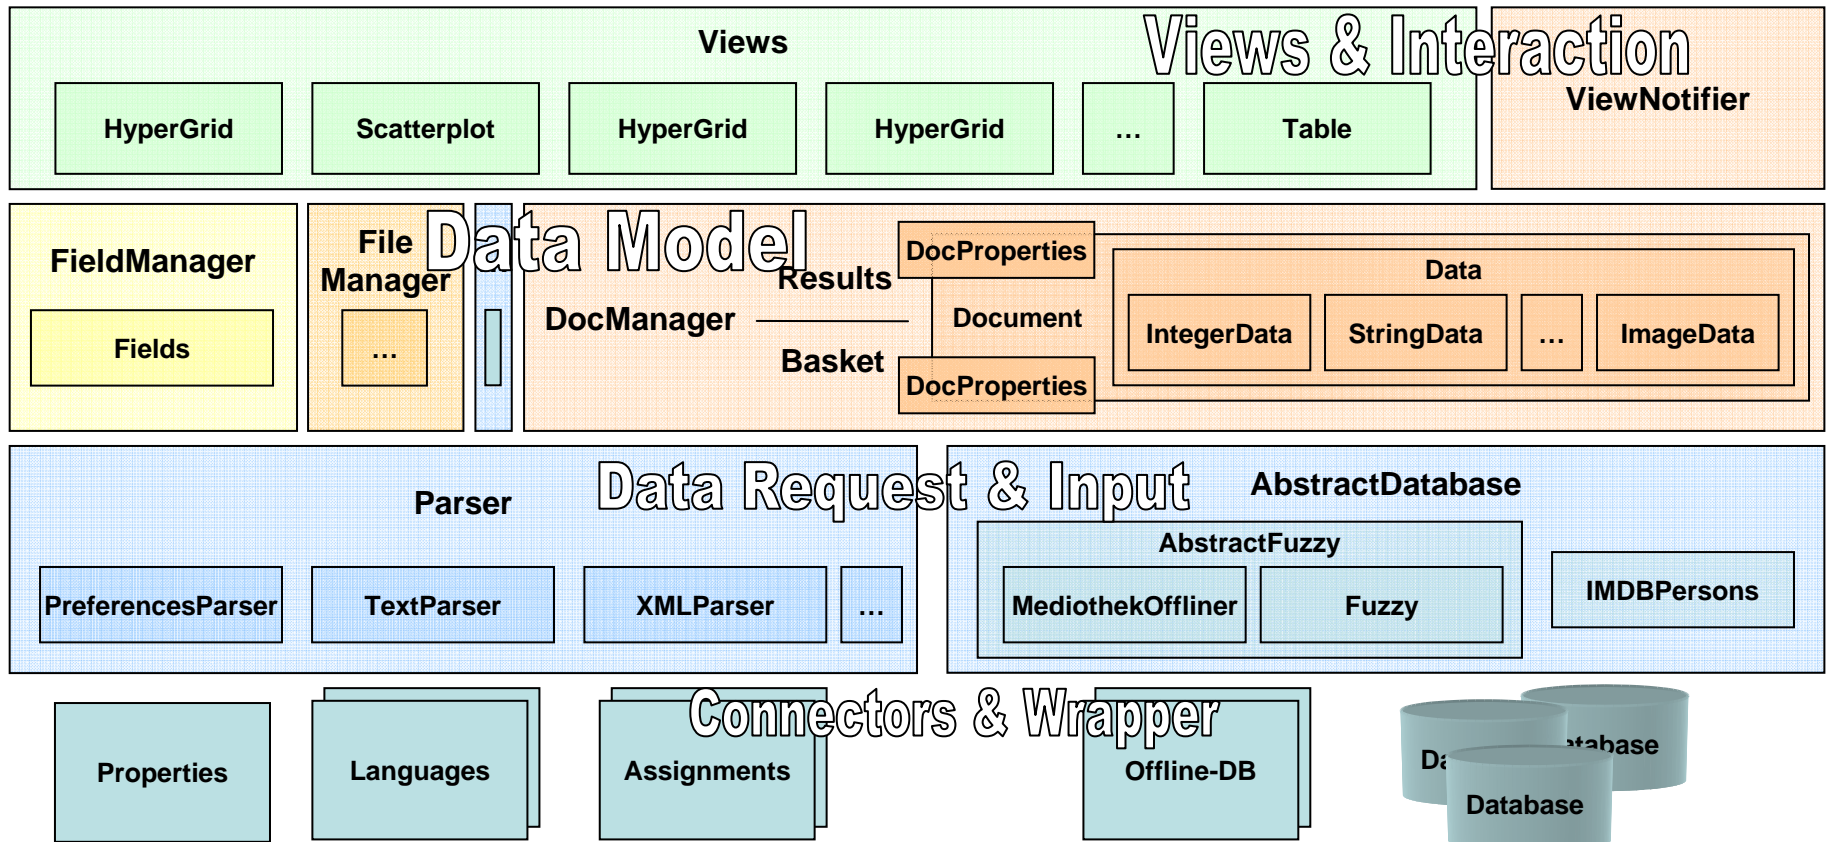 Views
Views & Interaction
ViewNotifier
HyperGrid
Scatterplot
HyperGrid
HyperGrid
...
Table
Data Model
FieldManager
Fields
File
Manager
...
DocManager
Results
Basket
DocProperties
Document
DocProperties
Data
IntegerData
StringData
...
ImageData
Data Request & Input
Parser
PreferencesParser
TextParser
XMLParser
...
AbstractDatabase
AbstractFuzzy
MediothekOffliner
Fuzzy
IMDBPersons
Connectors & Wrapper
Properties
Languages
Assignments
Offline-DB
Database